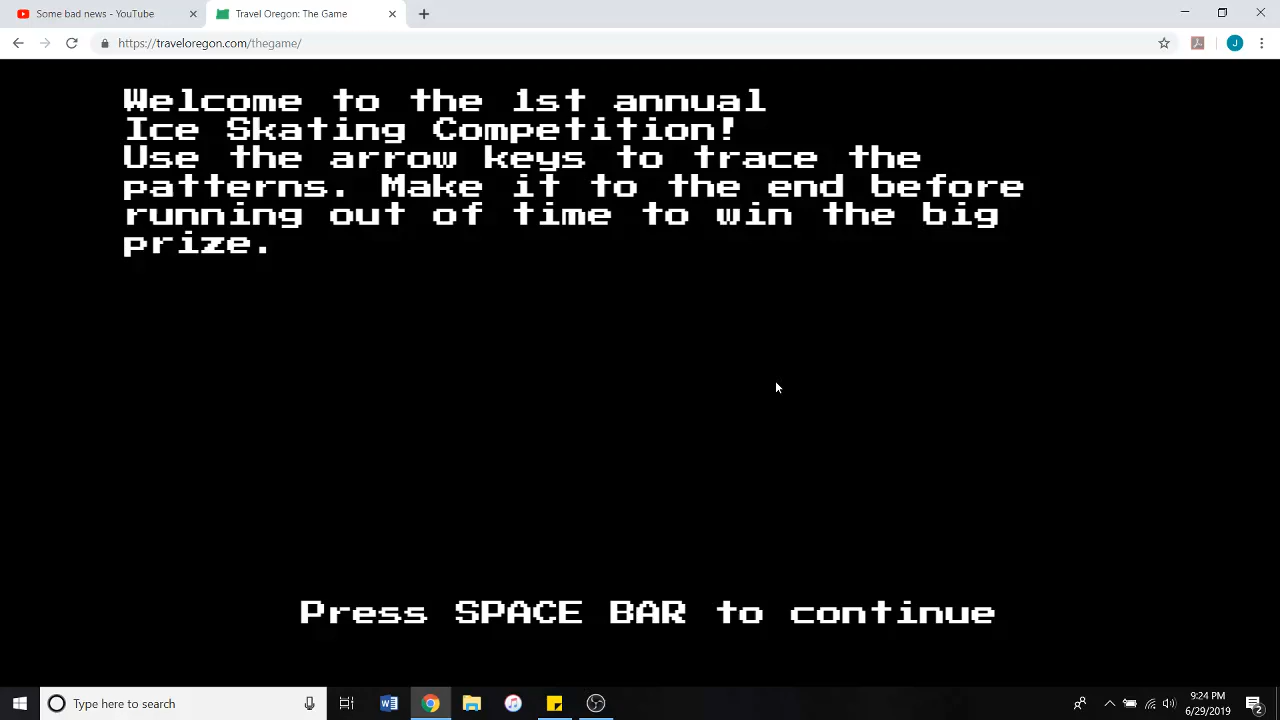 Some bad news - YouTube
Travel Oregon: The Game
https://traveloregon.com/thegame/
J
Welcome to the 1st annual
Ice Skating Competition!
Use the arrow keys to trace the
patterns. Make it to the end before
running out of time to win the big
prize.
Press SPACE BAR to continue
Type here to search
9:24 PM
6/29/2019
2